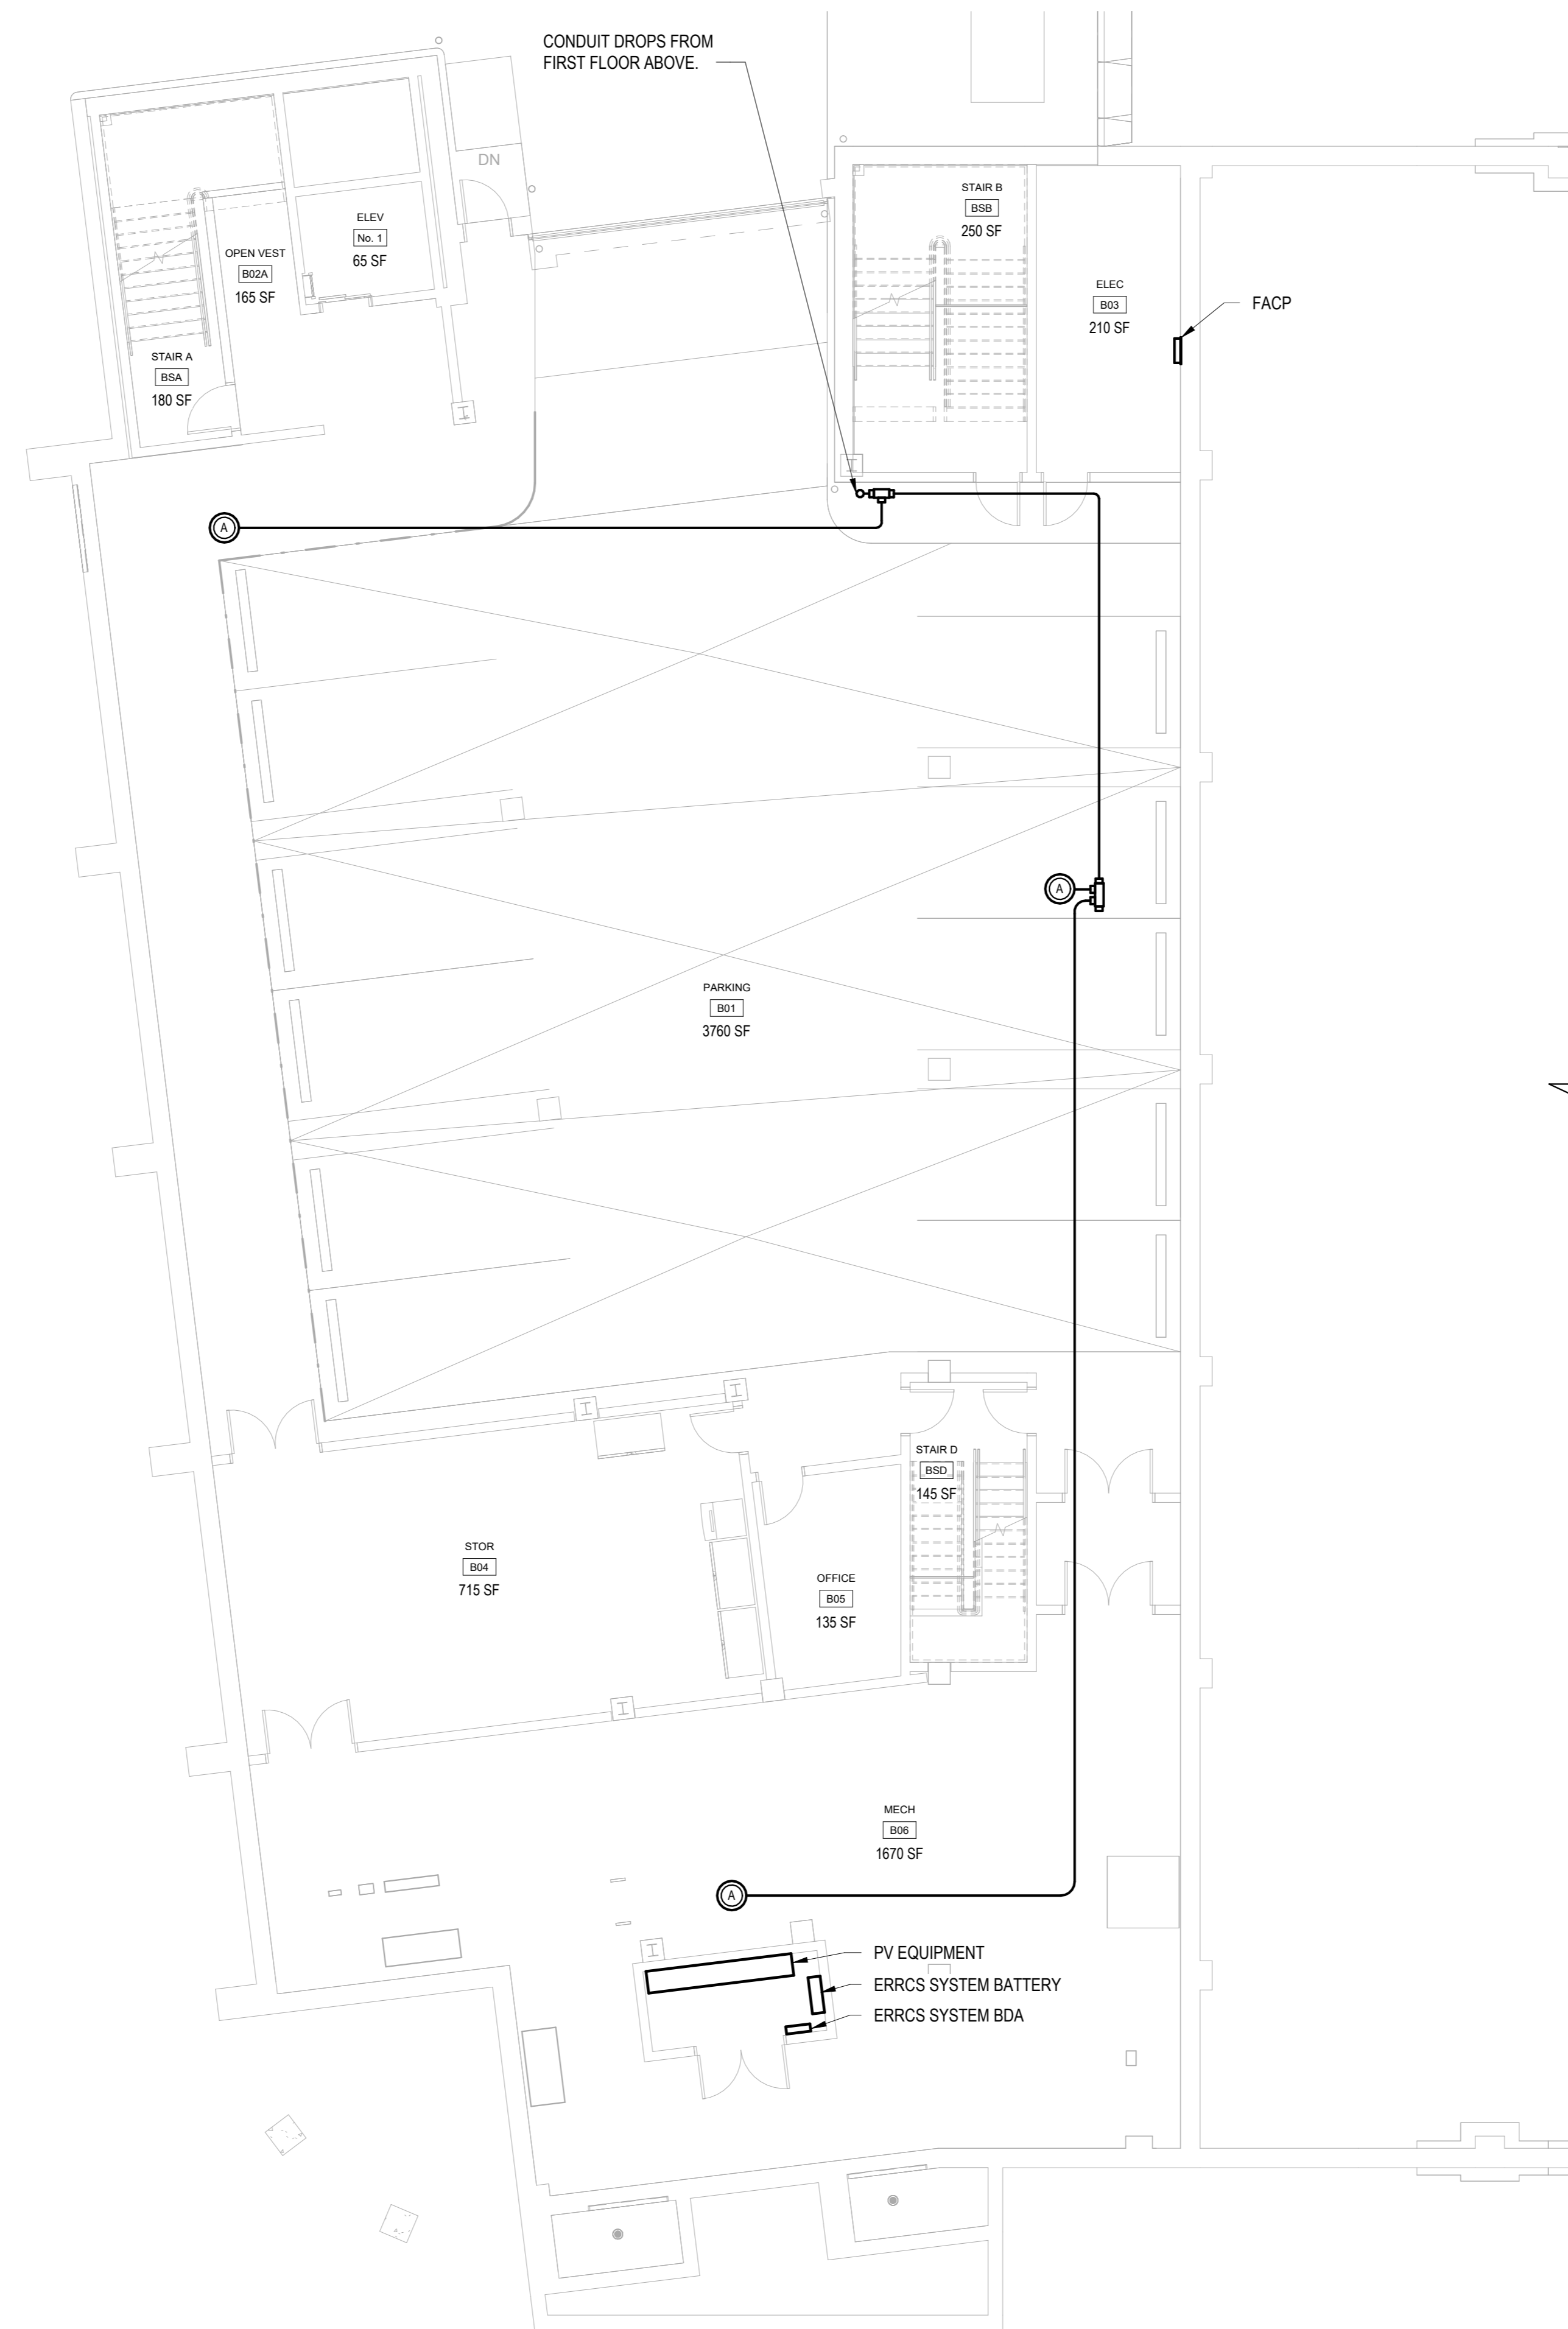 CONDUIT DROPS FROM
FIRST FLOOR ABOVE.
DN
STAIR B
BSB
250 SF
ELEV
No. 1
65 SF
OPEN VEST
B02A
165 SF
ELEC
B03
210 SF
FACP
STAIR A
BSA
180 SF
A
A
PARKING
B01
3760 SF
STAIR D
BSD
145 SF
STOR
B04
715 SF
OFFICE
B05
135 SF
MECH
B06
1670 SF
A
PV EQUIPMENT
ERRCS SYSTEM BATTERY
ERRCS SYSTEM BDA